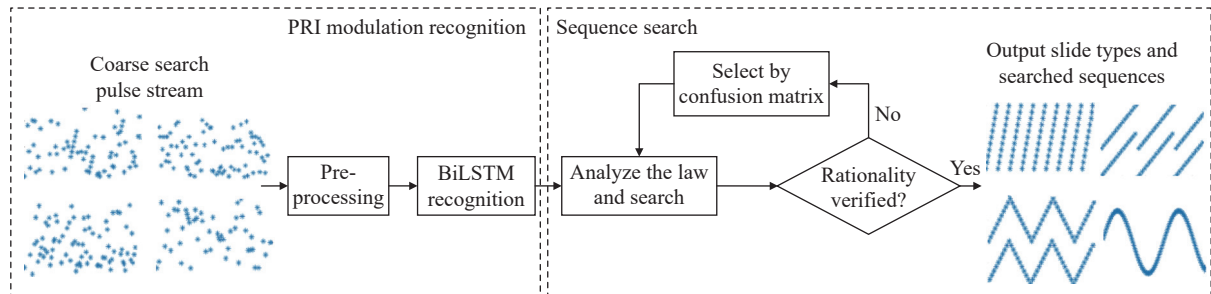 PRI modulation recognition
Coarse search
pulse stream
Pre-
processing
BiLSTM
recognition
Sequence search
Select by
confusion matrix
Analyze the law
and search
No
Rationality
verified?
Yes
Output slide types and
searched sequences